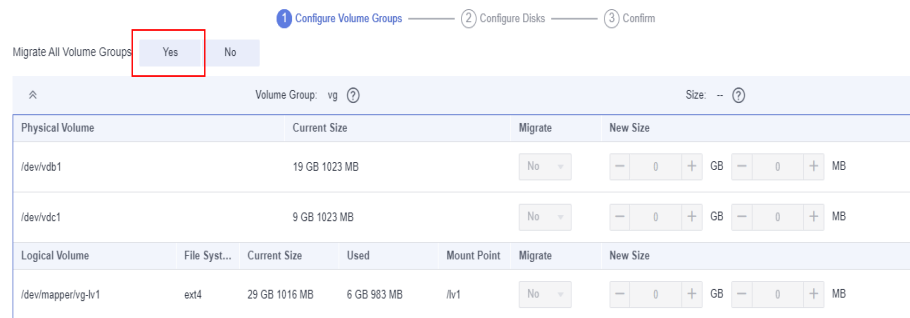 1 Configure Volume Groups 2 Configure Disks 3 Confirm
Migrate All Volume Groups Yes No
Volume Group: vg ? Size: -- ?
Physical Volume Current Size Migrate New Size
/dev/vdb1 19 GB 1023 MB No − 0 + GB − 0 + MB
/dev/vdc1 9 GB 1023 MB No − 0 + GB − 0 + MB
Logical Volume File Syst... Current Size Used Mount Point Migrate New Size
/dev/mapper/vg-lv1 ext4 29 GB 1016 MB 6 GB 983 MB /lv1 No − 0 + GB − 0 + MB